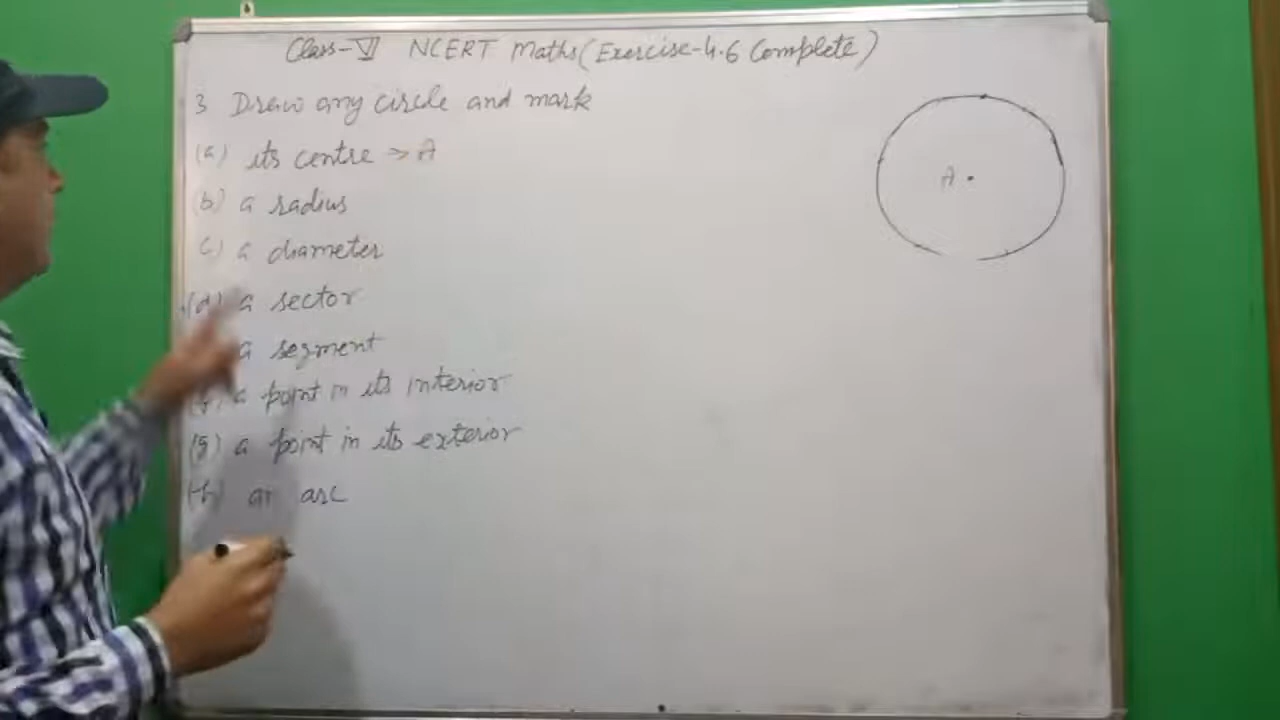 Class-VI NCERT Maths (Exercise-4.6 Complete)
3 Draw any circle and mark
(a) its centre => A
(b) a radius
c) a diameter
(d) a sector
a segment
a point in its interior
(g) a point in its exterior
(h) an arc
A